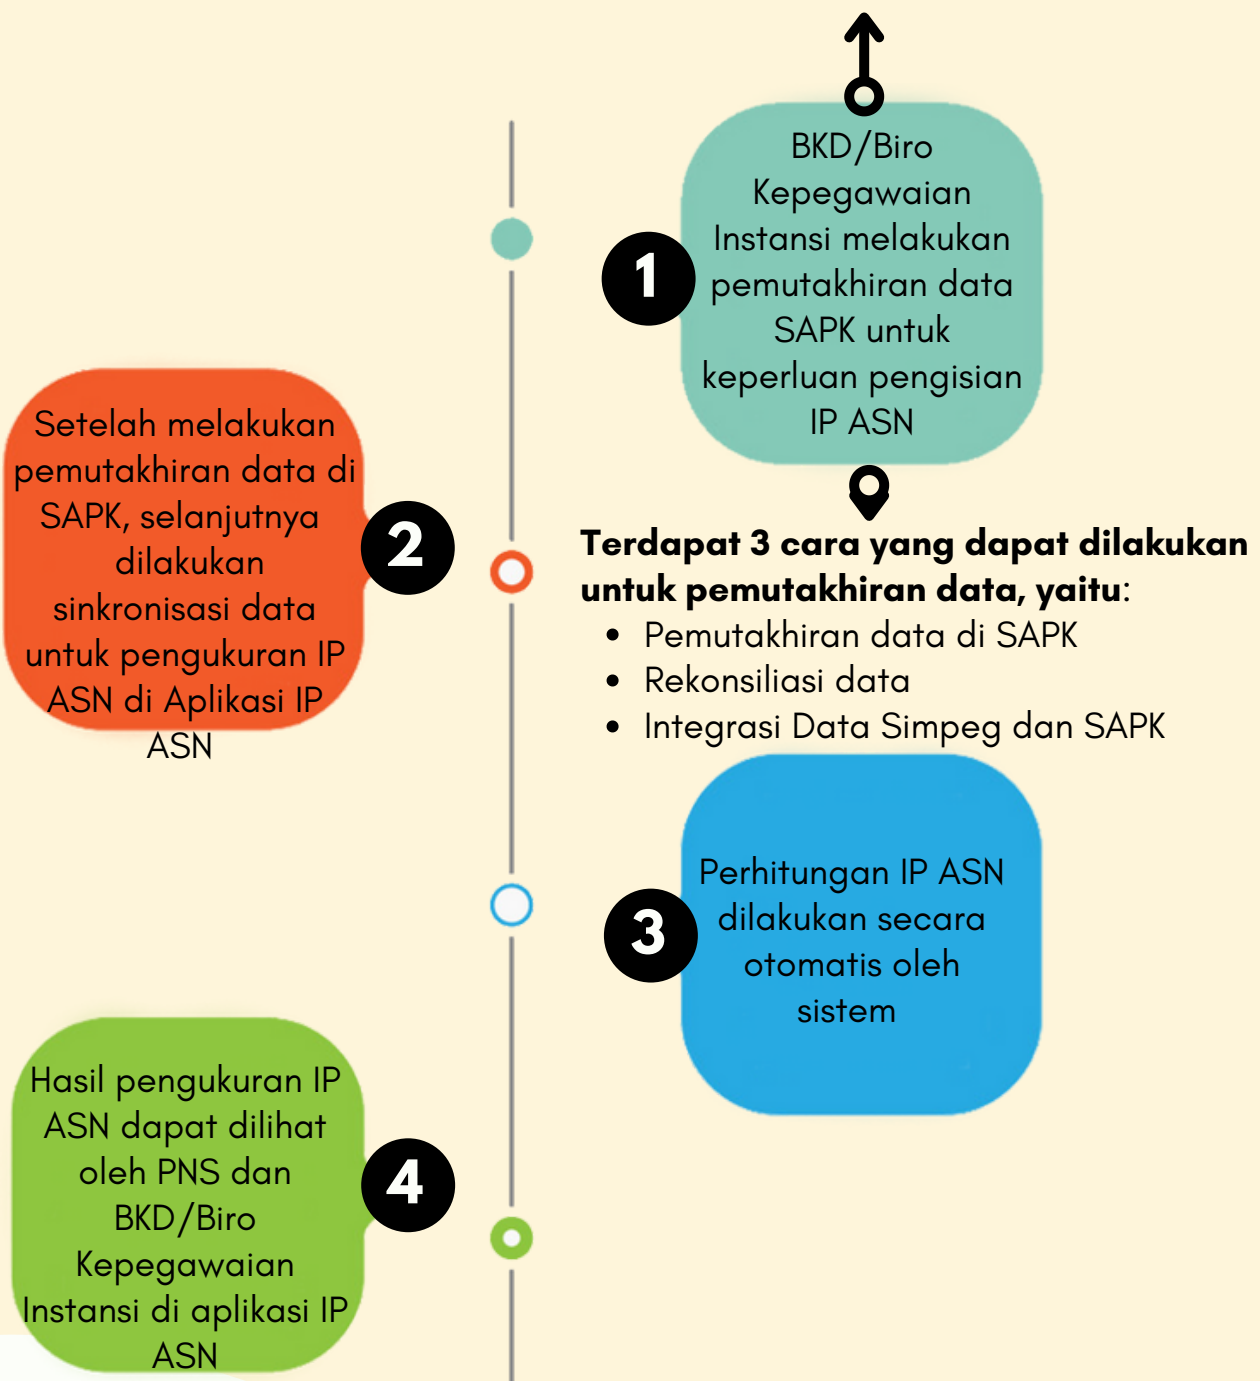 BKD/Biro
Kepegawaian
Instansi melakukan
pemutakhiran data
SAPK untuk
keperluan pengisian
IP ASN
1
Setelah melakukan
pemutakhiran data di
SAPK, selanjutnya
dilakukan
sinkronisasi data
untuk pengukuran IP
ASN di Aplikasi IP
ASN
2
Terdapat 3 cara yang dapat dilakukan
untuk pemutakhiran data, yaitu:
• Pemutakhiran data di SAPK
• Rekonsiliasi data
• Integrasi Data Simpeg dan SAPK
3
Perhitungan IP ASN
dilakukan secara
otomatis oleh
sistem
Hasil pengukuran IP
ASN dapat dilihat
oleh PNS dan
BKD/Biro
Kepegawaian
Instansi di aplikasi IP
ASN
4